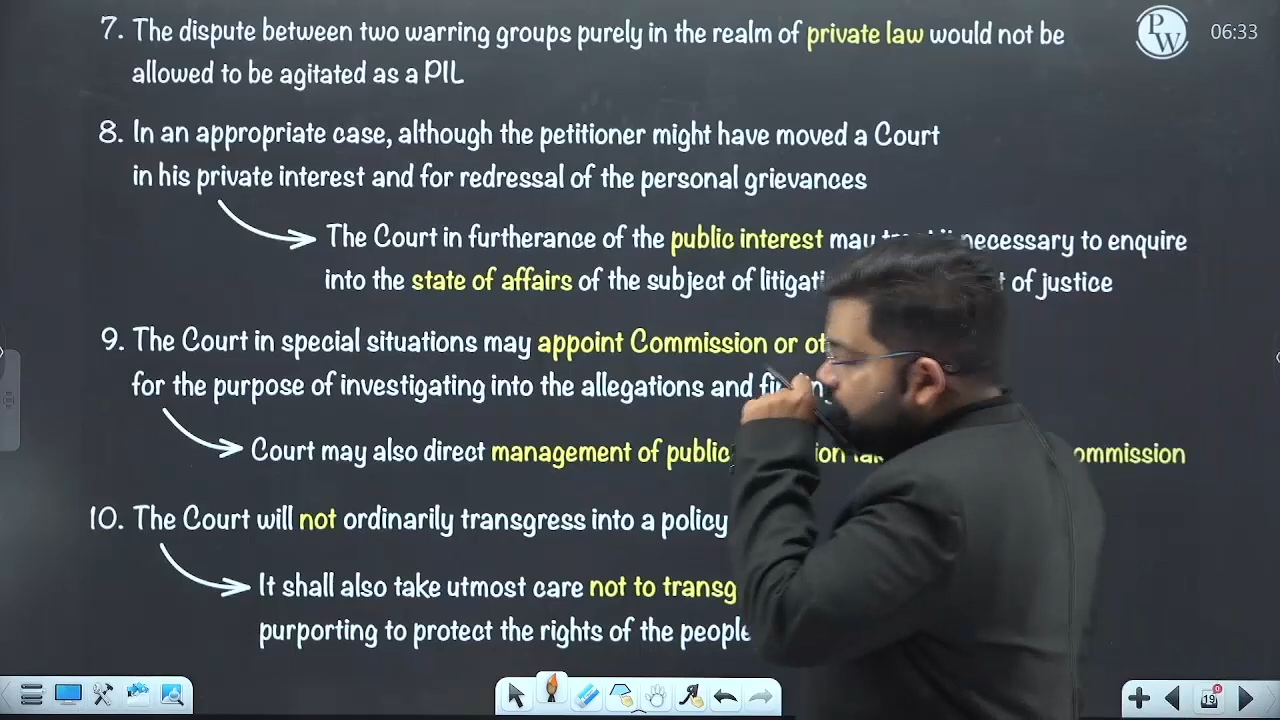 7. The dispute between two warring groups purely in the realm of private law would not be
allowed to be agitated as a PIL
8. In an appropriate case, although the petitioner might have moved a Court
in his private interest and for redressal of the personal grievances
The Court in furtherance of the public interest may treat it necessary to enquire
into the state of affairs of the subject of of justice
9. The Court in special situations may appoint Commission or
for the purpose of investigating into the allegations and
Court may also direct management of public
10. The Court will not ordinarily transgress into a policy
It shall also take utmost care not to
purporting to protect the rights of the people
PW
06:33
19